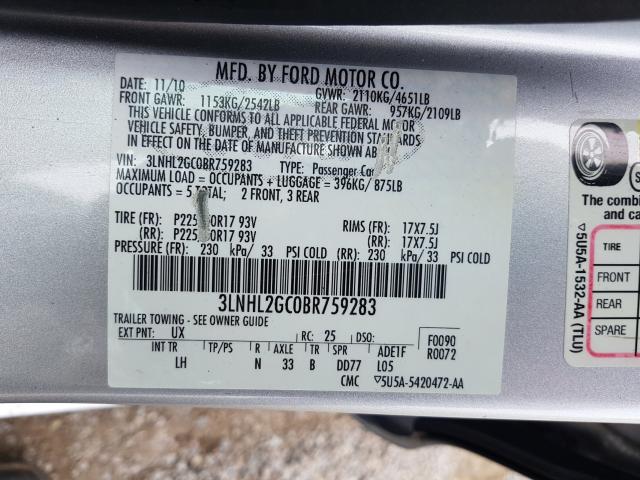 MFD. BY FORD MOTOR CO.
DATE: 11/10 GVWR: 2110KG/4651LB
FRONT GAWR: 1153KG/2542LB REAR GAWR: 957KG/2109LB
THIS VEHICLE CONFORMS TO ALL APPLICABLE FEDERAL MOTOR
VEHICLE SAFETY, BUMPER, AND THEFT PREVENTION STANDARDS
IN EFFECT ON THE DATE OF MANUFACTURE SHOWN
VIN: 3LNHL2GC0BR759283 TYPE: Passenger Car
MAXIMUM LOAD = OCCUPANTS + LUGGAGE = 396KG/ 875LB
OCCUPANTS = 5 TOTAL; 2 FRONT, 3 REAR
TIRE (FR): P225 0R17 93V RIMS (FR): 17X7.5J
(RR): P225 0R17 93V (RR): 17X7.5J
PRESSURE (FR): 230 kPa/ 33 PSI COLD (RR): 230 kPa/ 33 PSI COLD
3LNHL2GC0BR759283
TRAILER TOWING - SEE OWNER GUIDE
EXT PNT: UX RC: 25 DSO: F0090
INT TR TP/PS R AXLE TR SPR ADE1F R0072
LH N 33 B DD77 L05
CMC ▽5U5A-5420472-AA
The combin
and ca
TIRE
FRONT
REAR
SPARE
▽5U5A-1532-AA (TLU)